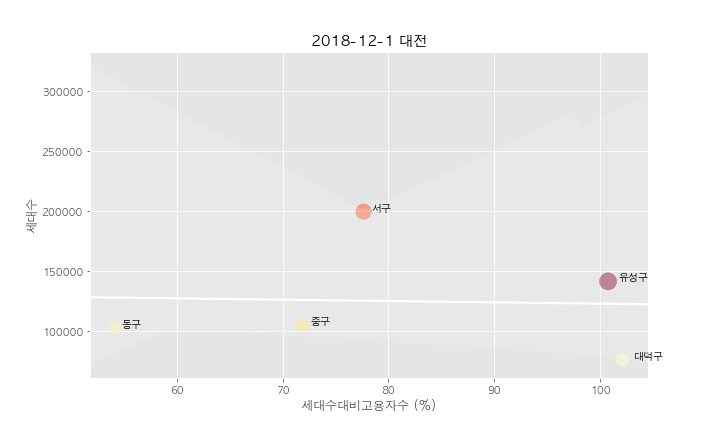 2018-12-1 대전
세대수
300000
250000
200000
150000
100000
서구
유성구
동구
중구
대덕구
60
70
80
90
100
세대수대비고용자수 (%)